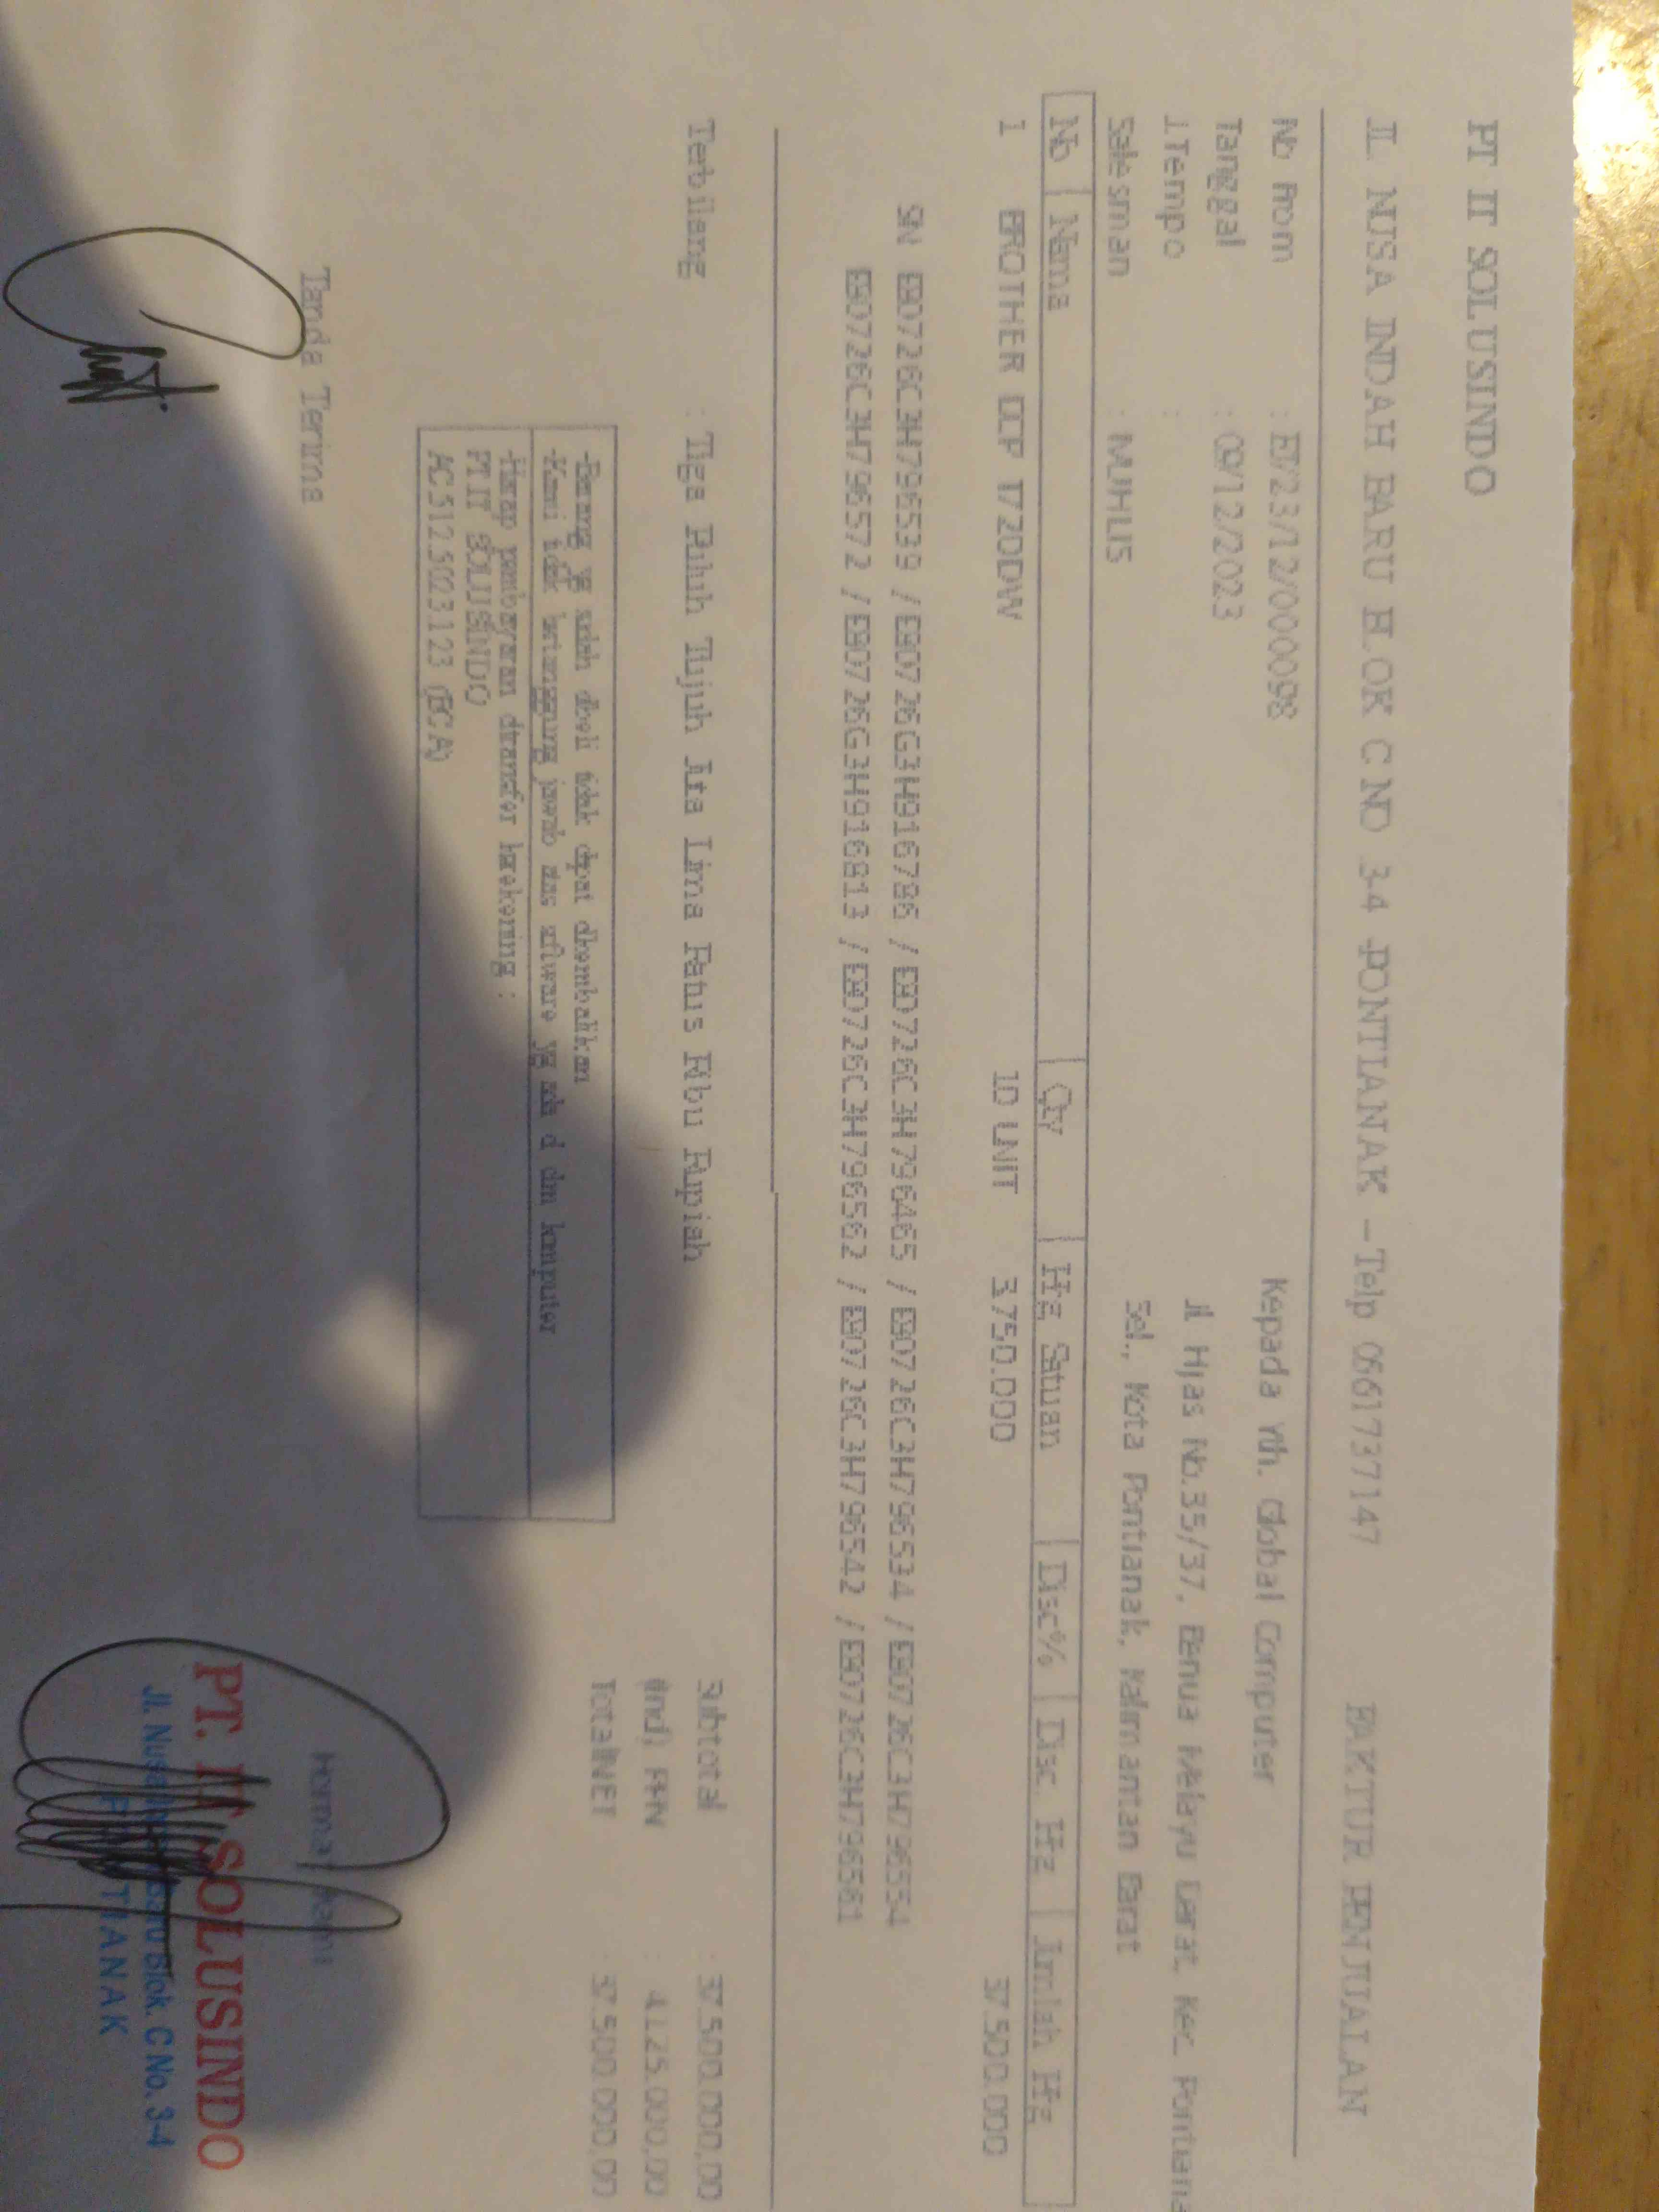 PT IT SOLUSINDO
JL NUSA INDAH BARU BLOK C NO 3-4 -PONTIANAK -Telp 0561737147 FAKTUR PENJUALAN
No From :
Tanggal : 09/12/2023
J.Tempo :
Salesman : MUHLIS
Kepada Yth. Global Computer
Jl. Hijas No.35/37, Benua Melayu Darat, Kec. Pontiana
Sel., Kota Pontianak, Kalimantan Barat
No Nama Qty Hrg Satuan Disc% Disc Hrg Jmlah Hrg
1 BROTHER DCP T720DW 10 UNIT 3.750.000 37.500.000
SN E80726C3H796539 / E80726G3H916786 / E80726C3H796465 / E80726C3H796534 / E80726C3H796554
E80726C3H796572 / E80726G3H916813 / E80726C3H796562 / E80726C3H796542 / E80726C3H796561
Terbilang : Tiga Puluh Tujuh Juta Lima Ratus Ribu Rupiah
Subtotal : 37.500.000,00
(incl) PPN : 4.125.000,00
Total NET : 37.500.000,00
-Barang yg sudah dibeli tidak dapat dikembalikan
-Kami tidak bertanggung jawab atas software yg ada di dlm komputer
-Harap pembayaran ditransfer kerekening :
PT IT SOLUSINDO
AC 5125023123 (BCA)
Tanda Terima
Hormat Kami
PT. IT SOLUSINDO
Jl. Nusa Indah Baru Blok. C No. 3-4
PONTIANAK